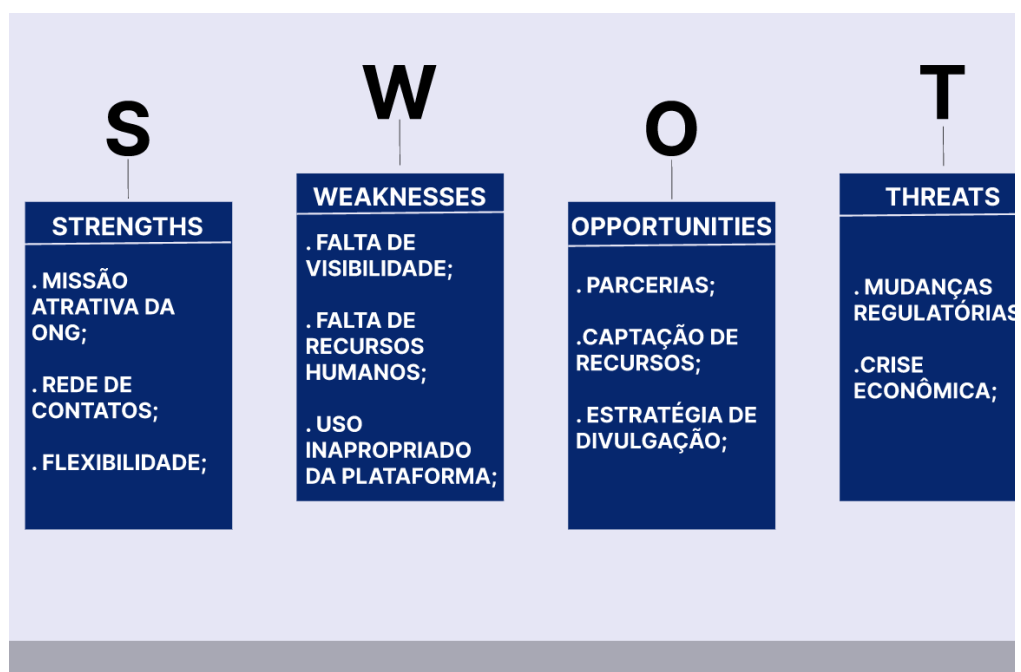 S
STRENGTHS
. MISSÃO
ATRATIVA DA
ONG;
. REDE DE
CONTATOS;
. FLEXIBILIDADE;
W
WEAKNESSES
. FALTA DE
VISIBILIDADE;
. FALTA DE
RECURSOS
HUMANOS;
. USO
INAPROPRIADO
DA PLATAFORMA;
O
OPPORTUNITIES
. PARCERIAS;
.CAPTAÇÃO DE
RECURSOS;
. ESTRATÉGIA DE
DIVULGAÇÃO;
T
THREATS
. MUDANÇAS
REGULATÓRIAS
.CRISE
ECONÔMICA;